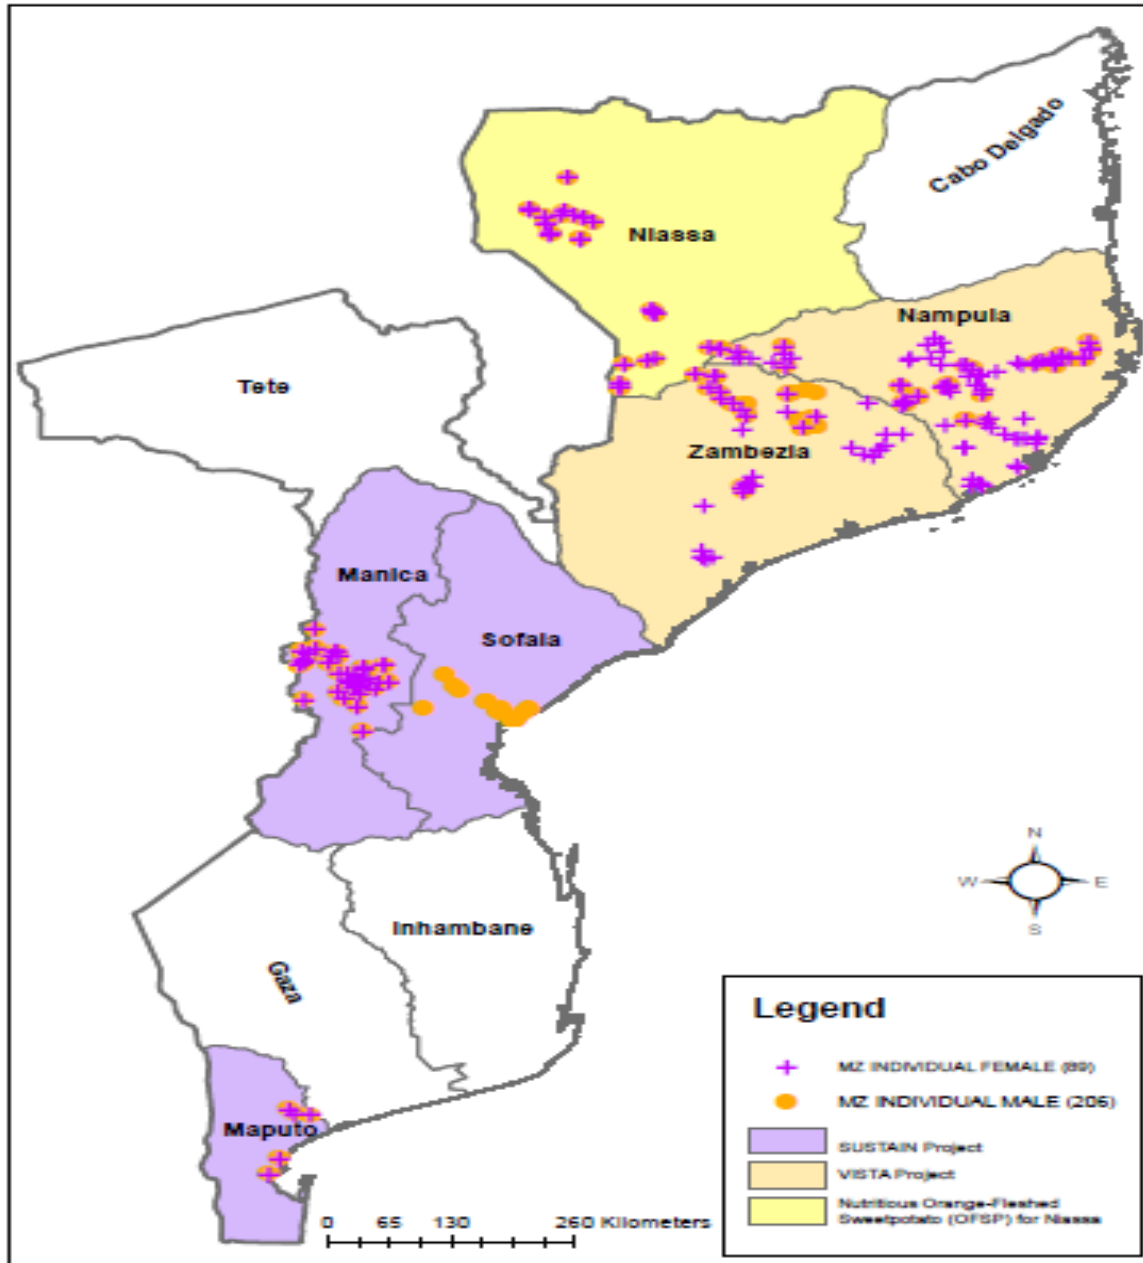 Cabo Delgado
Niassa
Nampula
Tete
Zambezia
Manica
Sofala
Inhambane
Gaza
Maputo
N
W
E
S
0 65 130 260 Kilometers
Legend
MZ INDIVIDUAL FEMALE (89)
MZ INDIVIDUAL MALE (206)
SUSTAIN Project
VISTA Project
Nutritious Orange-Fleshed
Sweetpotato (OFSP) for Niassa